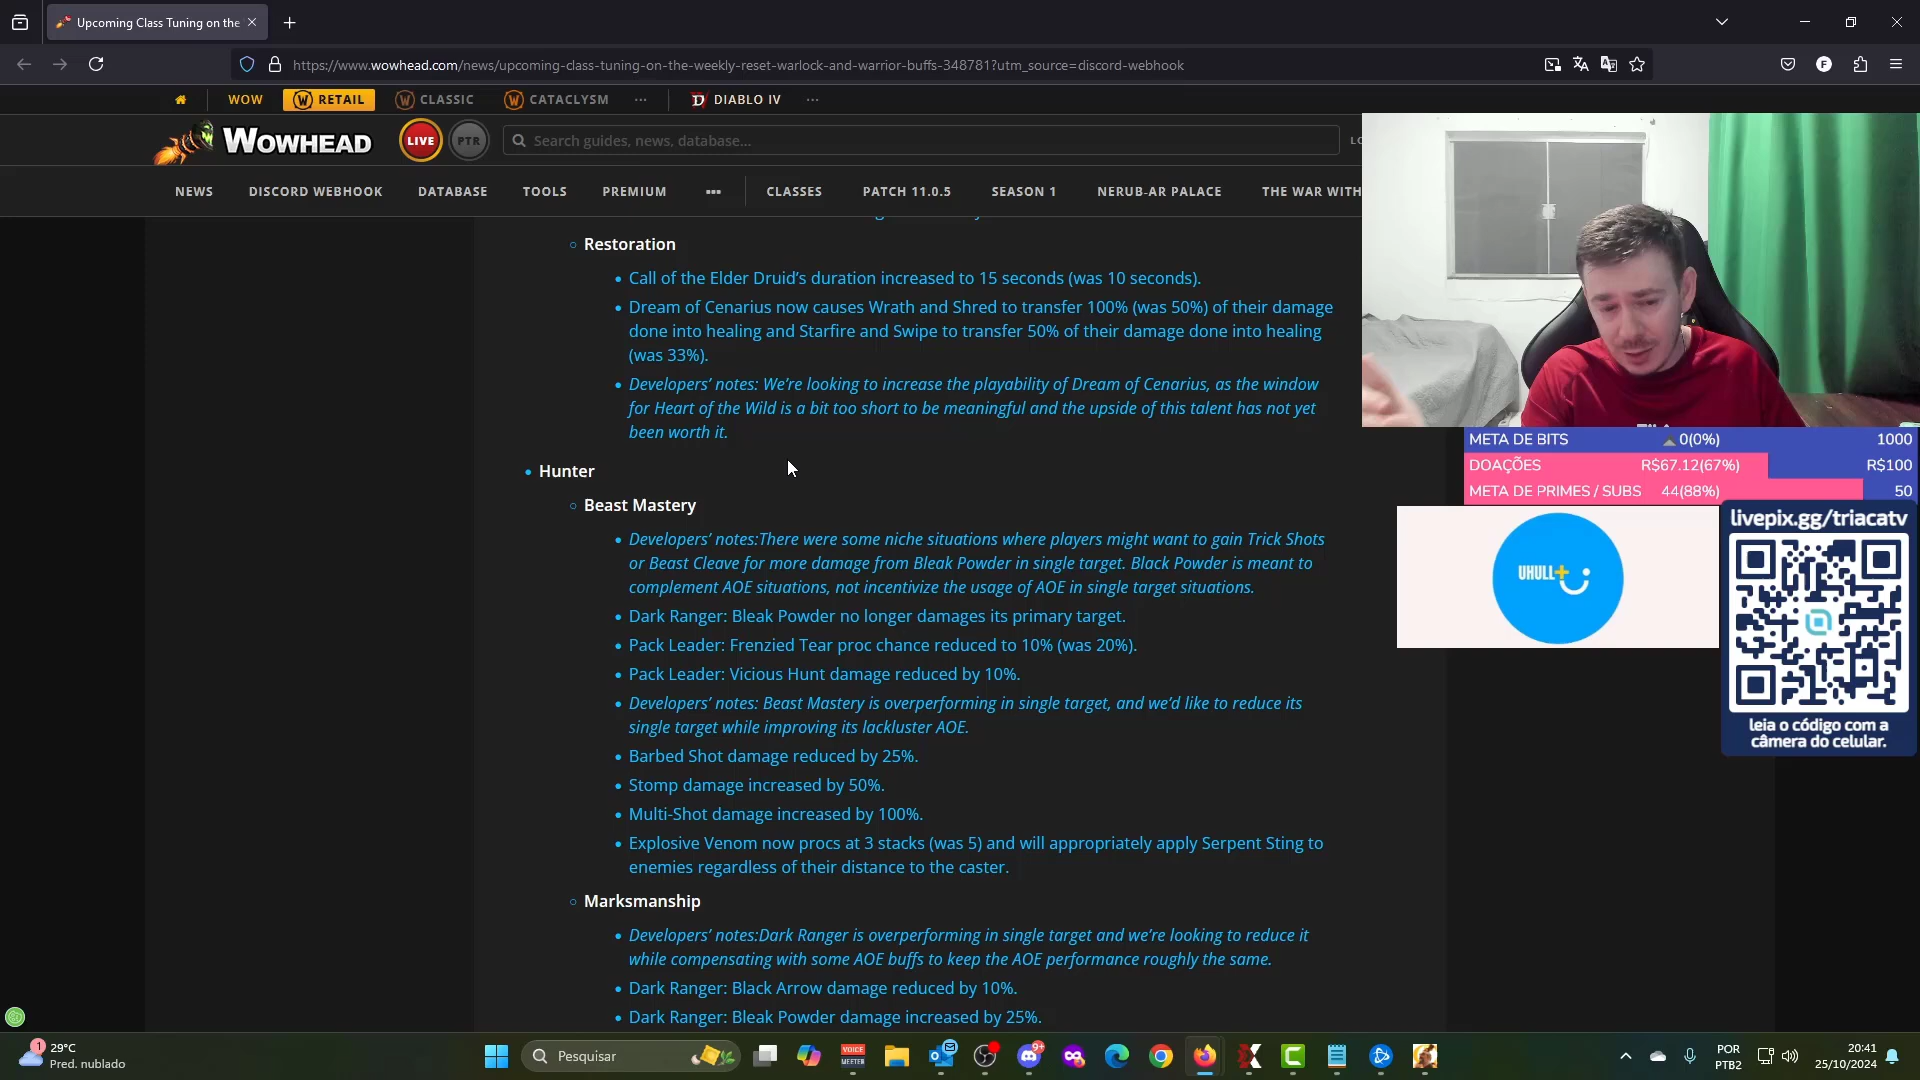 Upcoming Class Tuning on the
https://www.wowhead.com/news/upcoming-class-tuning-on-the-weekly-reset-warlock-and-warrior-buffs-348781?utm_source=discord-webhook
WOW
RETAIL
CLASSIC
CATACLYSM
DIABLO IV
WOWHEAD
LIVE
PTR
Search guides, news, database...
NEWS
DISCORD WEBHOOK
DATABASE
TOOLS
PREMIUM
CLASSES
PATCH 11.0.5
SEASON 1
NERUB-AR PALACE
THE WAR WITH
Restoration
Call of the Elder Druid’s duration increased to 15 seconds (was 10 seconds).
Dream of Cenarius now causes Wrath and Shred to transfer 100% (was 50%) of their damage
done into healing and Starfire and Swipe to transfer 50% of their damage done into healing
(was 33%).
Developers’ notes: We’re looking to increase the playability of Dream of Cenarius, as the window
for Heart of the Wild is a bit too short to be meaningful and the upside of this talent has not yet
been worth it.
Hunter
Beast Mastery
Developers’ notes:There were some niche situations where players might want to gain Trick Shots
or Beast Cleave for more damage from Bleak Powder in single target. Black Powder is meant to
complement AOE situations, not incentivize the usage of AOE in single target situations.
Dark Ranger: Bleak Powder no longer damages its primary target.
Pack Leader: Frenzied Tear proc chance reduced to 10% (was 20%).
Pack Leader: Vicious Hunt damage reduced by 10%.
Developers’ notes: Beast Mastery is overperforming in single target, and we’d like to reduce its
single target while improving its lackluster AOE.
Barbed Shot damage reduced by 25%.
Stomp damage increased by 50%.
Multi-Shot damage increased by 100%.
Explosive Venom now procs at 3 stacks (was 5) and will appropriately apply Serpent Sting to
enemies regardless of their distance to the caster.
Marksmanship
Developers’ notes:Dark Ranger is overperforming in single target and we’re looking to reduce it
while compensating with some AOE buffs to keep the AOE performance roughly the same.
Dark Ranger: Black Arrow damage reduced by 10%.
Dark Ranger: Bleak Powder damage increased by 25%.
META DE BITS 0(0%) 1000
DOAÇÕES R$67.12(67%) R$100
META DE PRIMES / SUBS 44(88%) 50
UHULL+
livepix.gg/triacatv
leia o código com a
câmera do celular.
1
29°C
Pred. nublado
Pesquisar
VOICE
MEETER
9+
POR
PTB2
20:41
25/10/2024